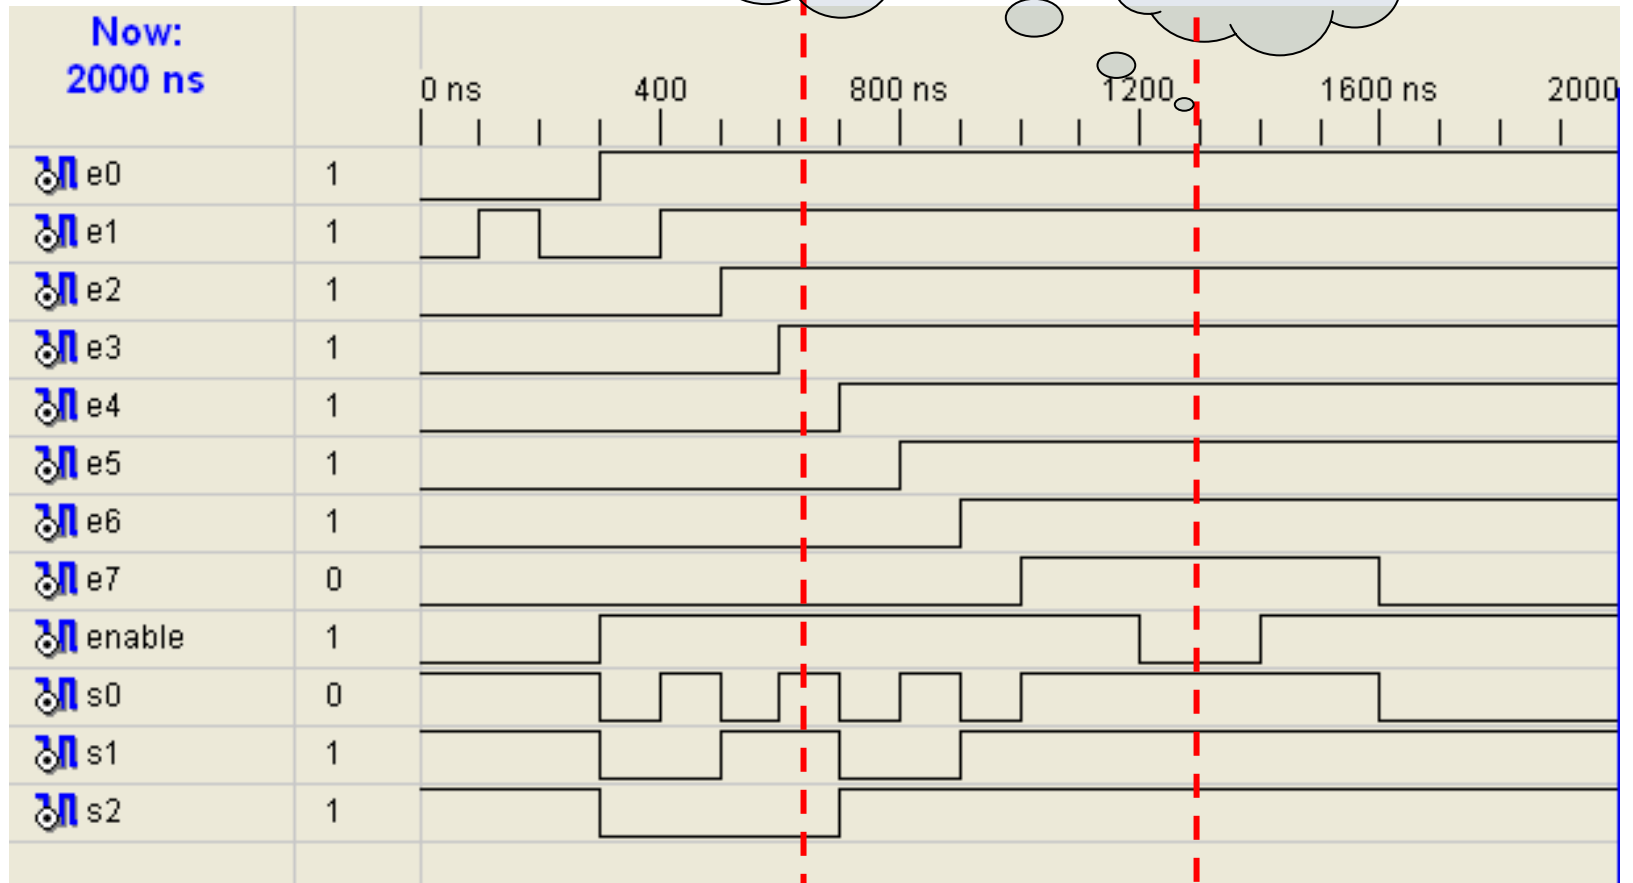 Now:
2000 ns
0 ns 400 800 ns 1200 1600 ns 2000
e0 1
e1 1
e2 1
e3 1
e4 1
e5 1
e6 1
e7 0
enable 1
s0 0
s1 1
s2 1